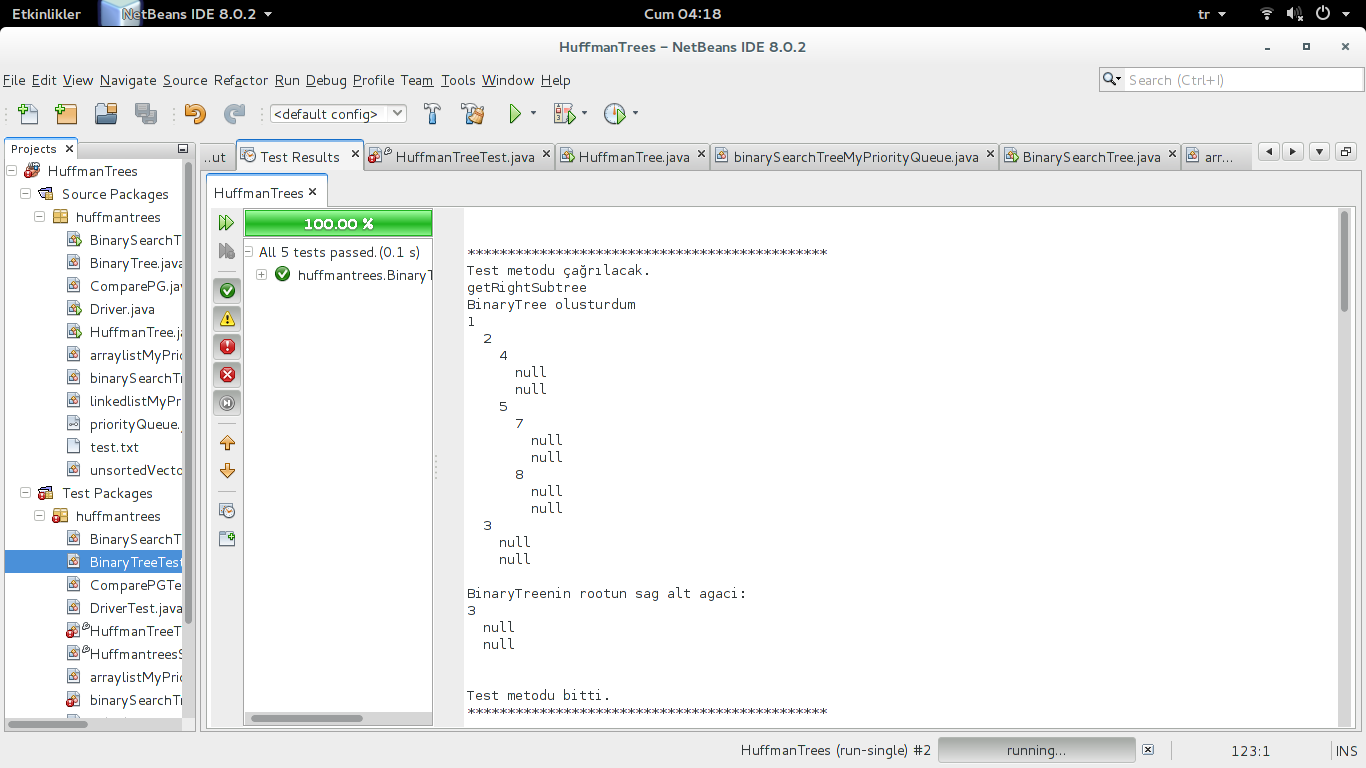 Etkinlikler NetBeans IDE 8.0.2 Cum 04:18 tr
HuffmanTrees – NetBeans IDE 8.0.2
File Edit View Navigate Source Refactor Run Debug Profile Team Tools Window Help
Search (Ctrl+I)
<default config>
Projects
HuffmanTrees
Source Packages
huffmantrees
BinarySearchT
BinaryTree.java
ComparePG.jav
Driver.java
HuffmanTree.ja
arraylistMyPrio
binarySearchTr
linkedlistMyPr
priorityQueue.
test.txt
unsortedVecto
Test Packages
huffmantrees
BinarySearchT
BinaryTreeTest
ComparePGTe
DriverTest.java
HuffmanTreeT
HuffmantreesS
arraylistMyPrio
binarySearchTr
...ut Test Results HuffmanTreeTest.java HuffmanTree.java binarySearchTreeMyPriorityQueue.java BinarySearchTree.java arr...
HuffmanTrees
100.00 %
All 5 tests passed.(0.1 s)
huffmantrees.BinaryT
*********************************************
Test metodu çağrılacak.
getRightSubtree
BinaryTree olusturdum
1
2
4
null
null
5
7
null
null
8
null
null
3
null
null
BinaryTreenin rootun sag alt agaci:
3
null
null
Test metodu bitti.
*********************************************
HuffmanTrees (run-single) #2 running... 123:1 INS